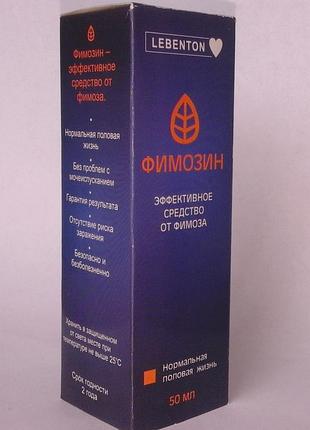 Фимозин –
эффективное
средство от
фимоза.
Нормальная половая
жизнь
Без проблем с
мочеиспусканием
Гарантия результата
Отсутствие риска
заражения
Безопасно и
безболезненно
Хранить в защищенном
от света месте при
температуре не выше 25°C
Срок годности
2 года
LEBENTON
ФИМОЗИН
ЭФФЕКТИВНОЕ
СРЕДСТВО
ОТ ФИМОЗА
Нормальная
половая жизнь
50 МЛ